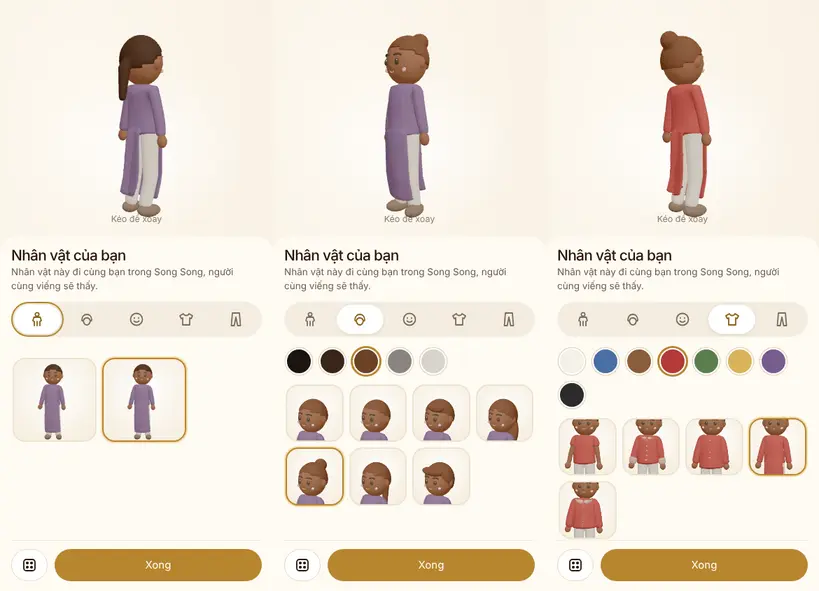 Kéo để xoay
Nhân vật của bạn
Nhân vật này đi cùng bạn trong Song Song, người
cùng viếng sẽ thấy.
Xong
Kéo để xoay
Nhân vật của bạn
Nhân vật này đi cùng bạn trong Song Song, người
cùng viếng sẽ thấy.
Xong
Kéo để xoay
Nhân vật của bạn
Nhân vật này đi cùng bạn trong Song Song, người
cùng viếng sẽ thấy.
Xong